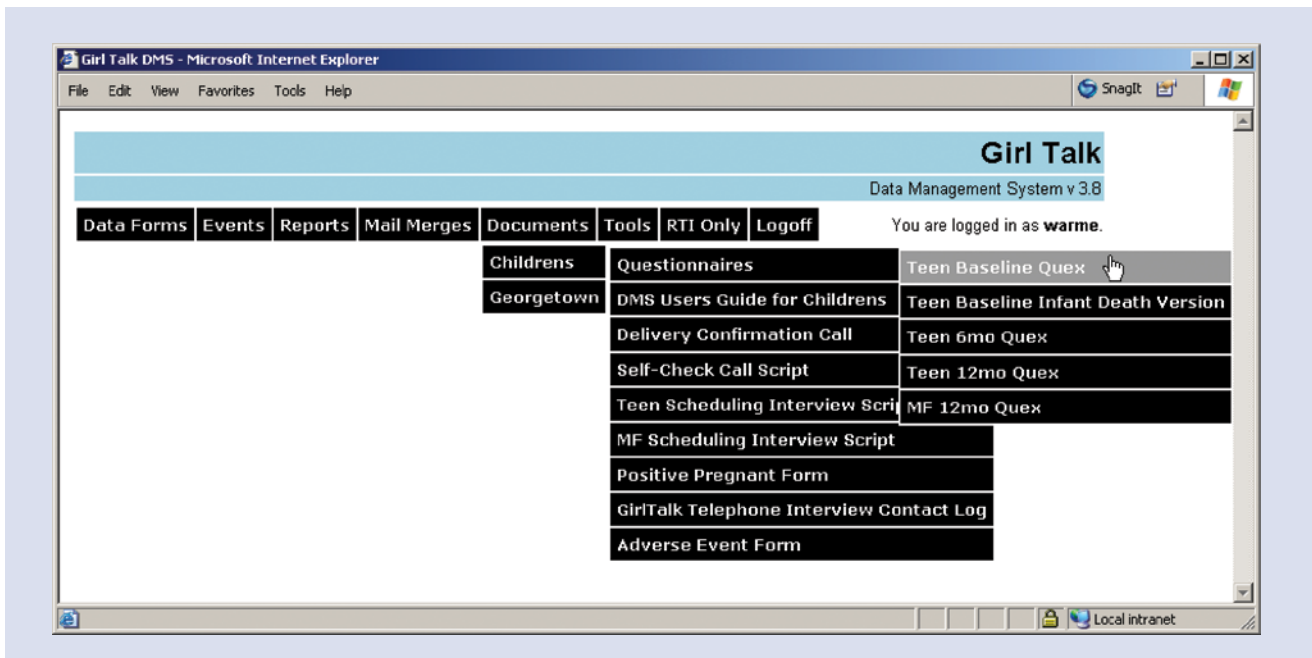 Girl Talk DMS - Microsoft Internet Explorer
File Edit View Favorites Tools Help SnagIt
Girl Talk
Data Management System v 3.8
Data Forms Events Reports Mail Merges Documents Tools RTI Only Logoff You are logged in as warme.
Childrens
Georgetown
Questionnaires
DMS Users Guide for Childrens
Delivery Confirmation Call
Self-Check Call Script
Teen Scheduling Interview Scri
MF Scheduling Interview Script
Positive Pregnant Form
GirlTalk Telephone Interview Contact Log
Adverse Event Form
Teen Baseline Quex
Teen Baseline Infant Death Version
Teen 6mo Quex
Teen 12mo Quex
MF 12mo Quex
Local intranet